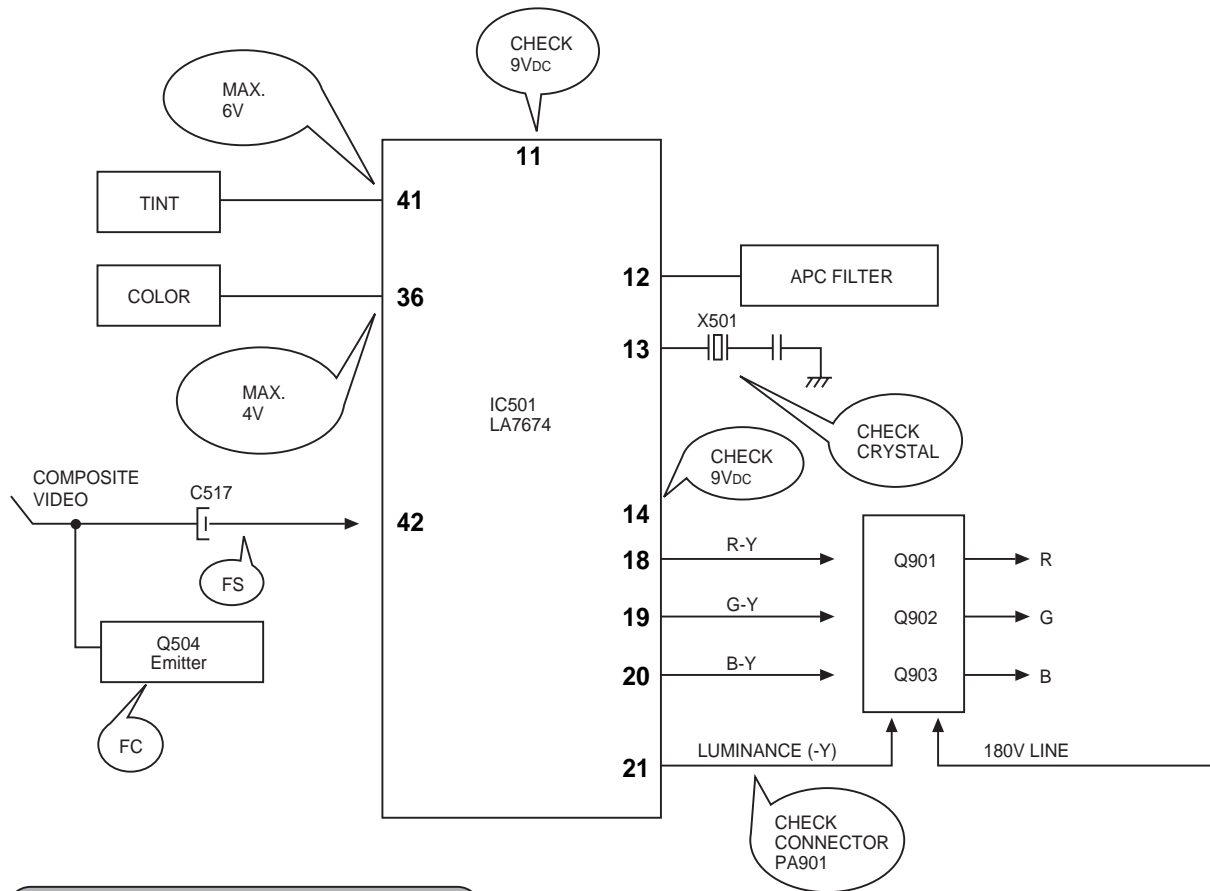 CHECK
9VDC
MAX.
6V
11
TINT
41
COLOR
36
12
APC FILTER
X501
13
MAX.
4V
IC501
LA7674
CHECK
CRYSTAL
CHECK
9VDC
COMPOSITE
VIDEO
C517
42
14
FS
18
R-Y
Q901
R
19
G-Y
Q902
G
20
B-Y
Q903
B
Q504
Emitter
FC
21
LUMINANCE (-Y)
180V LINE
CHECK
CONNECTOR
PA901